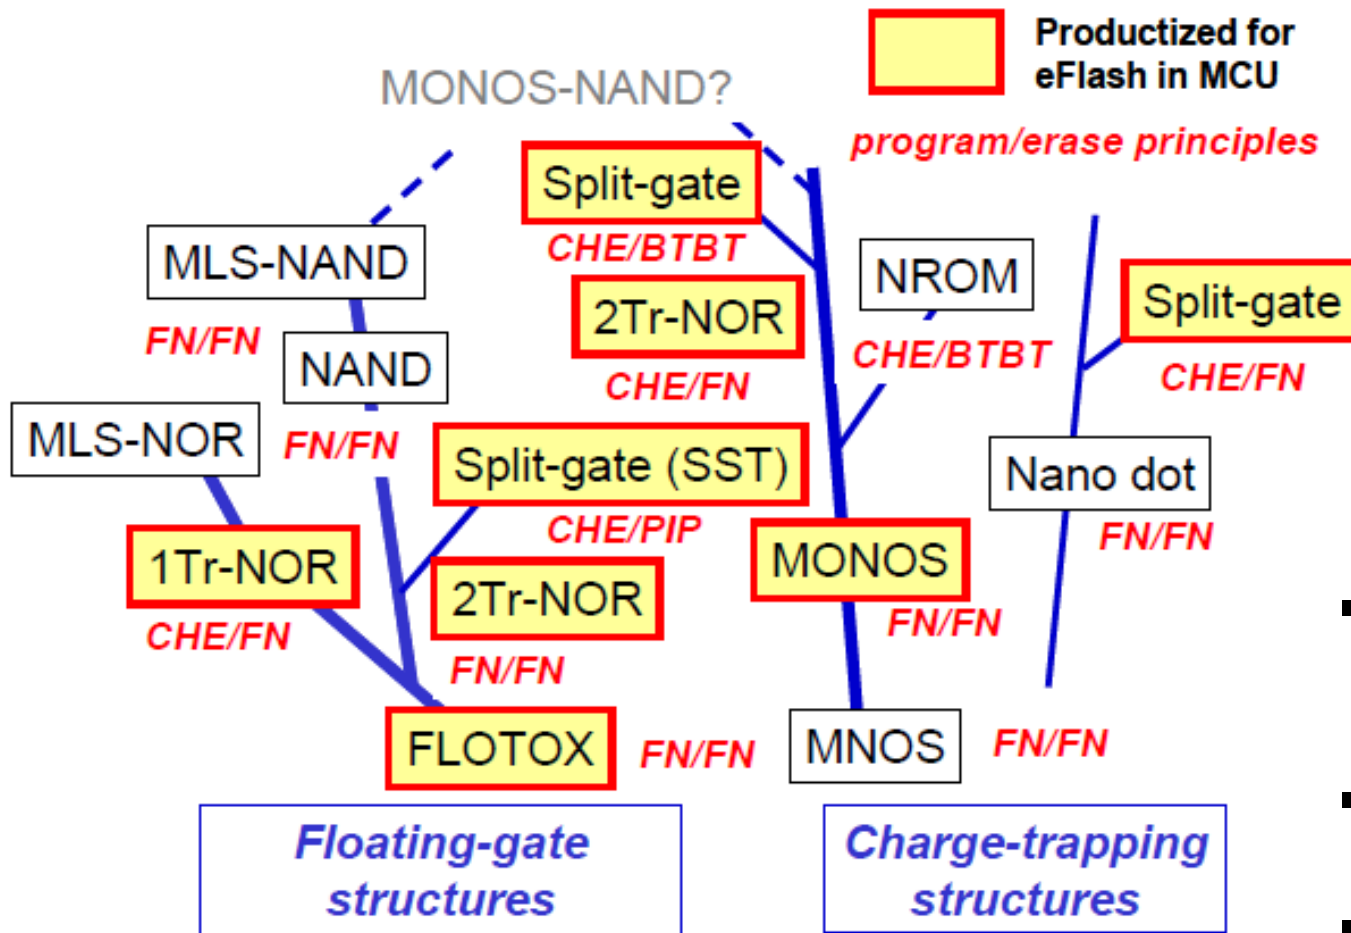 Productized for
eFlash in MCU
MONOS-NAND?
program/erase principles
Split-gate
CHE/BTBT
MLS-NAND
FN/FN
NROM
CHE/BTBT
Split-gate
CHE/FN
2Tr-NOR
CHE/FN
NAND
FN/FN
MLS-NOR
Split-gate (SST)
CHE/PIP
Nano dot
FN/FN
1Tr-NOR
CHE/FN
2Tr-NOR
FN/FN
MONOS
FN/FN
FLOTOX
FN/FN
MNOS
FN/FN
Floating-gate
structures
Charge-trapping
structures